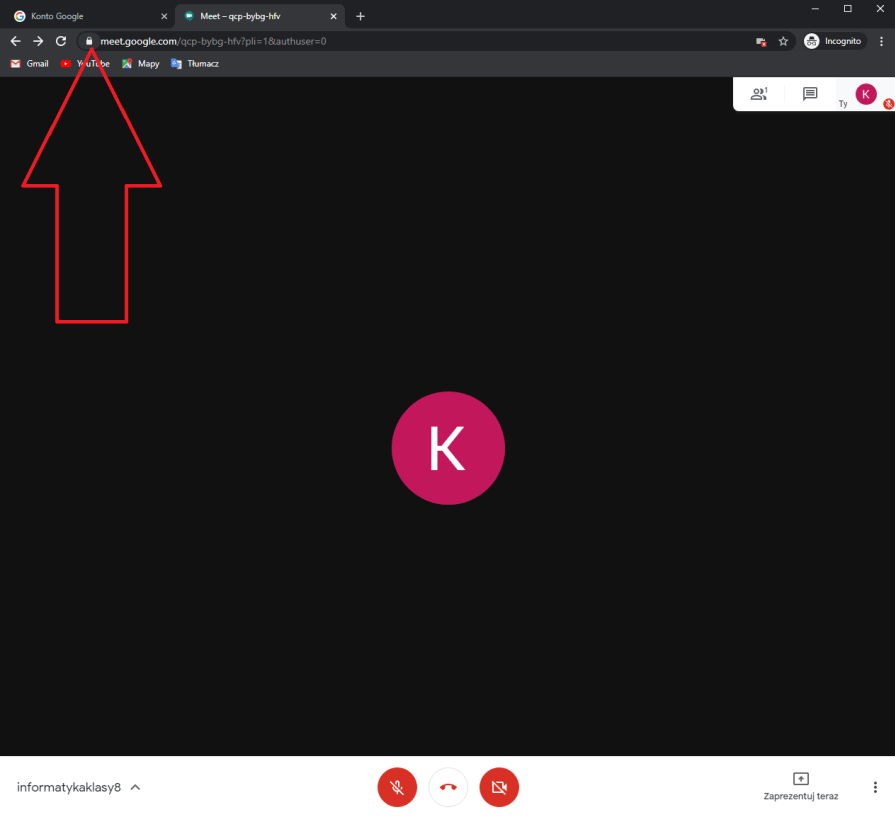 Konto Google
Meet – qcp-bybg-hfv
meet.google.com/qcp-bybg-hfv?pli=1&authuser=0
Incognito
Gmail
YouTube
Mapy
Tłumacz
1
Ty
K
K
informatykaklasy8
Zaprezentuj teraz